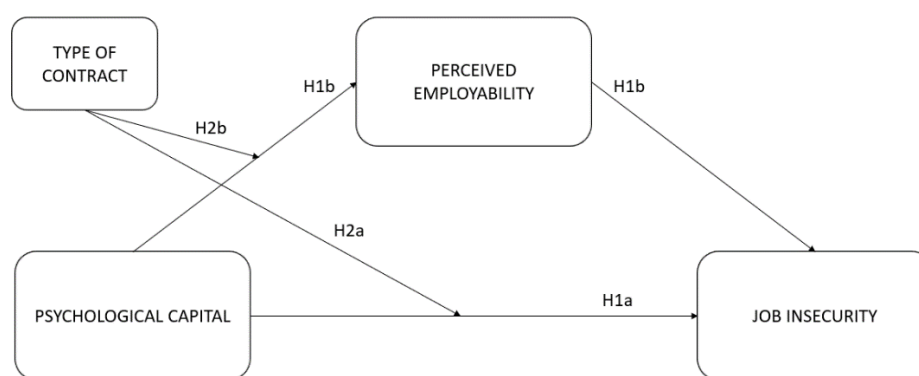 TYPE OF
CONTRACT
PERCEIVED
EMPLOYABILITY
H1b
H1b
H2b
H2a
PSYCHOLOGICAL CAPITAL
H1a
JOB INSECURITY